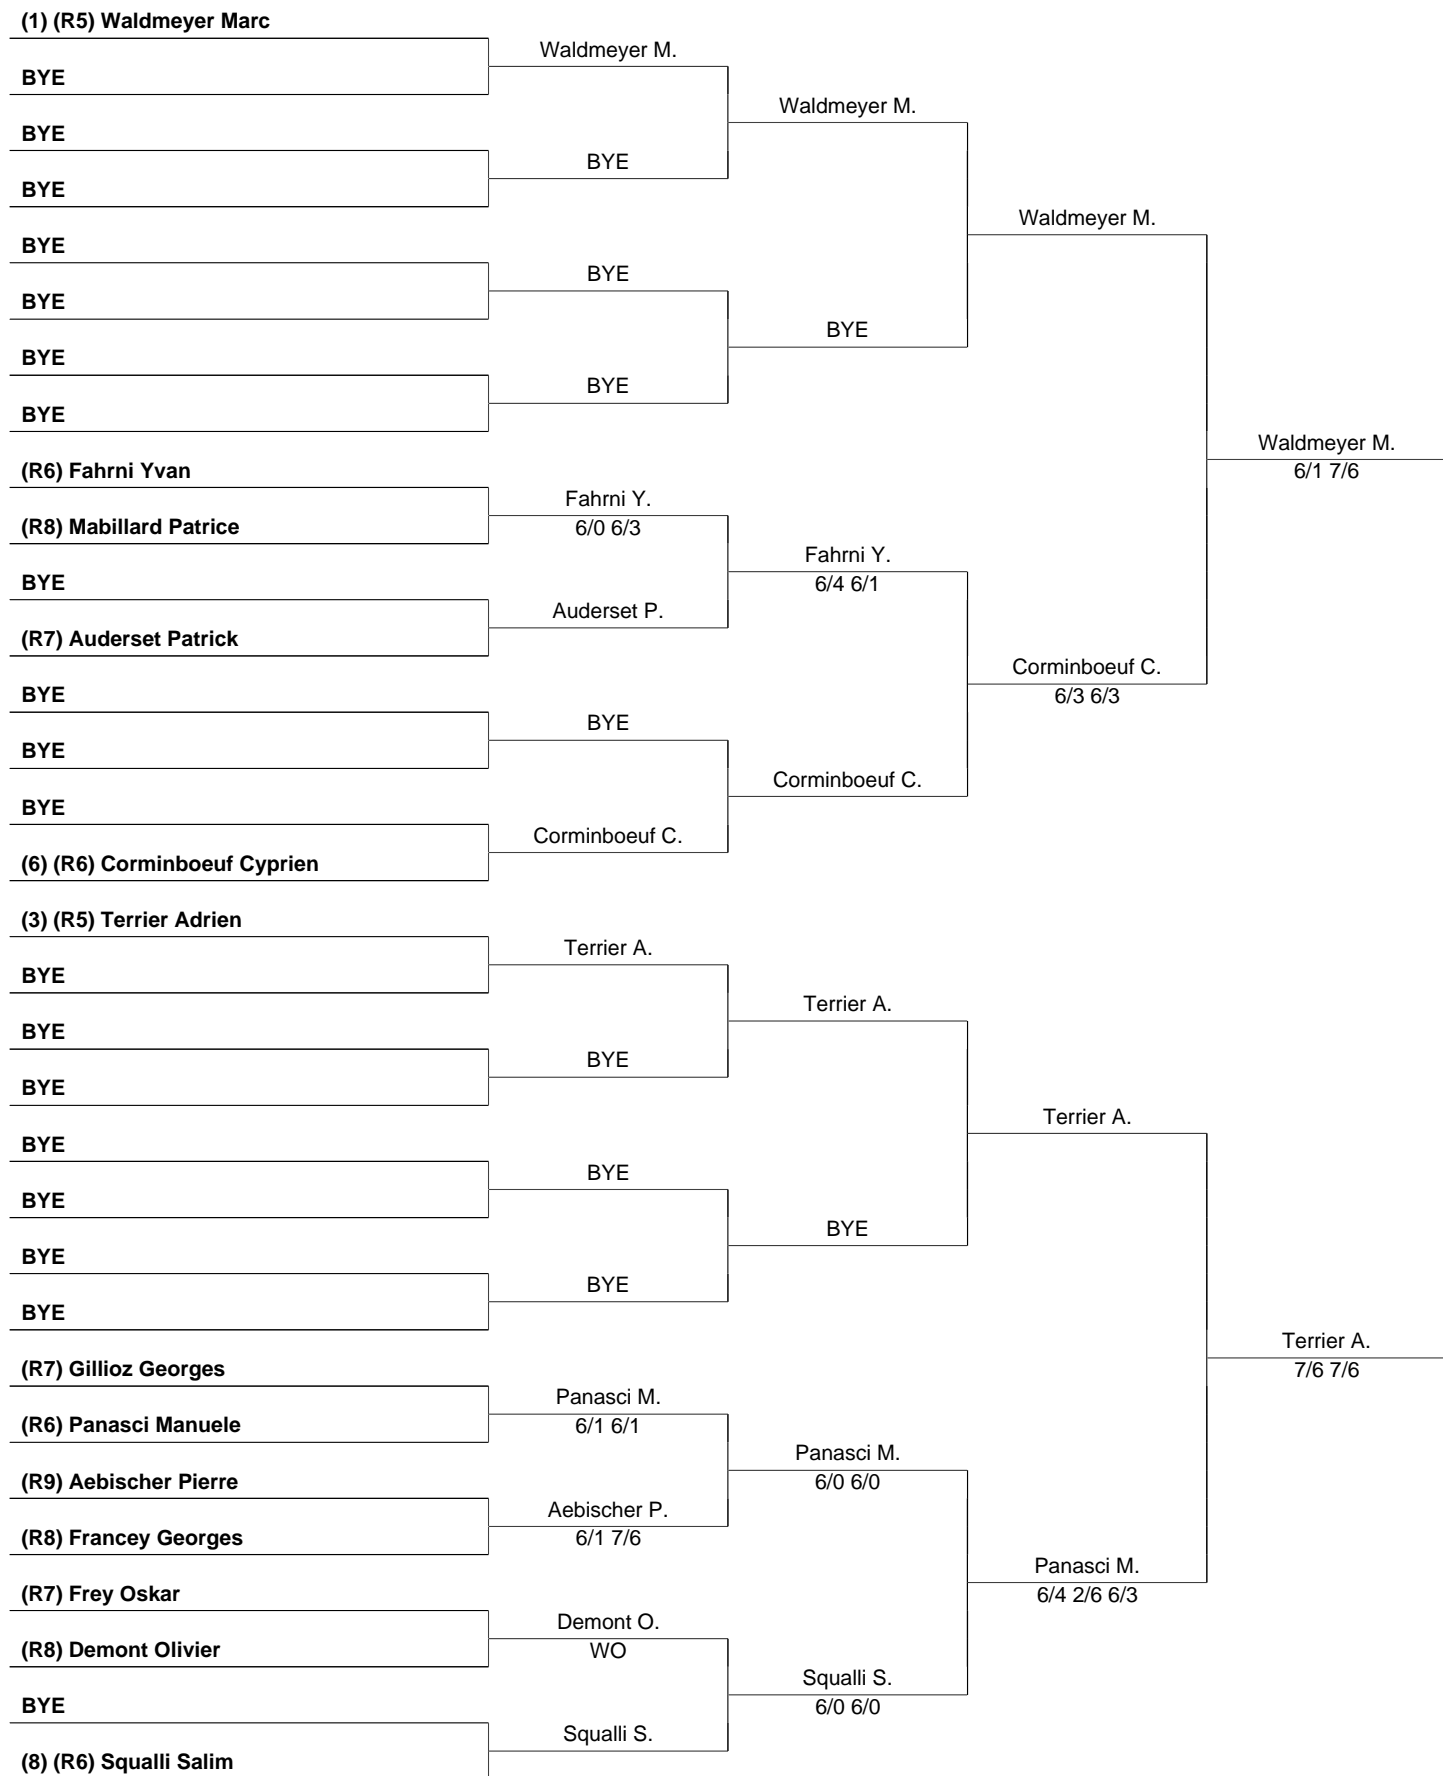 (1) (R5) Waldmeyer Marc
Waldmeyer M.
BYE
Waldmeyer M.
BYE
BYE
BYE
Waldmeyer M.
BYE
BYE
BYE
BYE
BYE
BYE
BYE
Waldmeyer M.
6/1 7/6
(R6) Fahrni Yvan
Fahrni Y.
6/0 6/3
(R8) Mabillard Patrice
Fahrni Y.
6/4 6/1
BYE
Auderset P.
(R7) Auderset Patrick
Corminboeuf C.
6/3 6/3
BYE
BYE
BYE
Corminboeuf C.
BYE
Corminboeuf C.
(6) (R6) Corminboeuf Cyprien
(3) (R5) Terrier Adrien
Terrier A.
BYE
Terrier A.
BYE
BYE
BYE
Terrier A.
BYE
BYE
BYE
BYE
BYE
BYE
BYE
Terrier A.
7/6 7/6
(R7) Gillioz Georges
Panasci M.
6/1 6/1
(R6) Panasci Manuele
Panasci M.
6/0 6/0
(R9) Aebischer Pierre
Aebischer P.
6/1 7/6
(R8) Francey Georges
Panasci M.
6/4 2/6 6/3
(R7) Frey Oskar
Demont O.
WO
(R8) Demont Olivier
Squalli S.
6/0 6/0
BYE
Squalli S.
(8) (R6) Squalli Salim